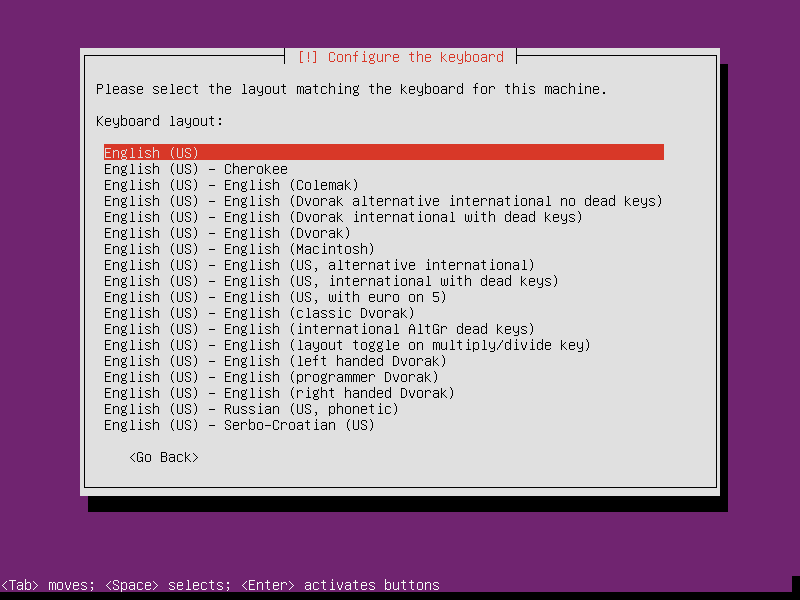 [!] Configure the keyboard
Please select the layout matching the keyboard for this machine.
Keyboard layout:
English (US)
English (US) - Cherokee
English (US) - English (Colemak)
English (US) - English (Dvorak alternative international no dead keys)
English (US) - English (Dvorak international with dead keys)
English (US) - English (Dvorak)
English (US) - English (Macintosh)
English (US) - English (US, alternative international)
English (US) - English (US, international with dead keys)
English (US) - English (US, with euro on 5)
English (US) - English (classic Dvorak)
English (US) - English (international AltGr dead keys)
English (US) - English (layout toggle on multiply/divide key)
English (US) - English (left handed Dvorak)
English (US) - English (programmer Dvorak)
English (US) - English (right handed Dvorak)
English (US) - Russian (US, phonetic)
English (US) - Serbo-Croatian (US)
<Go Back>
<Tab> moves; <Space> selects; <Enter> activates buttons